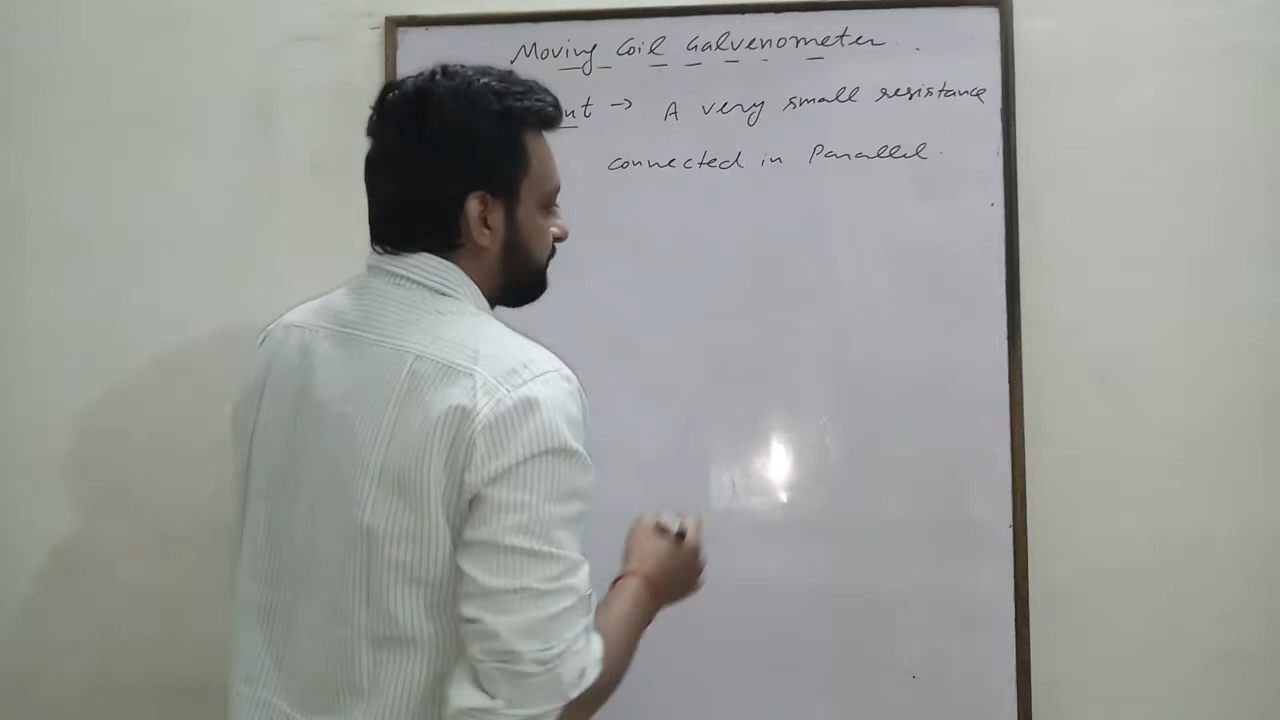 Moving Coil Galvenometer
→ A very small resistance
connected in Parallel.